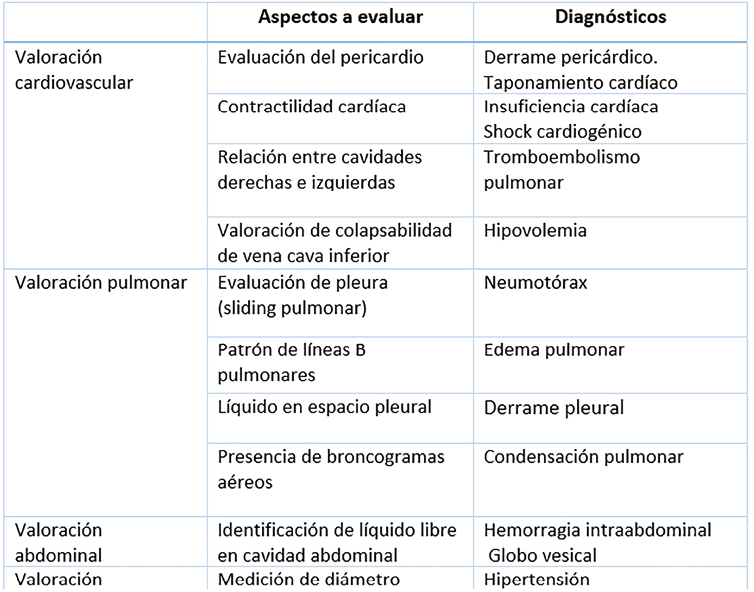 Aspectos a evaluar
Diagnósticos
Valoración
cardiovascular
Evaluación del pericardio
Derrame pericárdico.
Taponamiento cardíaco
Contractilidad cardíaca
Insuficiencia cardíaca
Shock cardiogénico
Relación entre cavidades
derechas e izquierdas
Tromboembolismo
pulmonar
Valoración de colapsabilidad
de vena cava inferior
Hipovolemia
Valoración pulmonar
Evaluación de pleura
(sliding pulmonar)
Neumotórax
Patrón de líneas B
pulmonares
Edema pulmonar
Líquido en espacio pleural
Derrame pleural
Presencia de broncogramas
aéreos
Condensación pulmonar
Valoración
abdominal
Identificación de líquido libre
en cavidad abdominal
Hemorragia intraabdominal
Globo vesical
Valoración
Medición de diámetro
Hipertensión